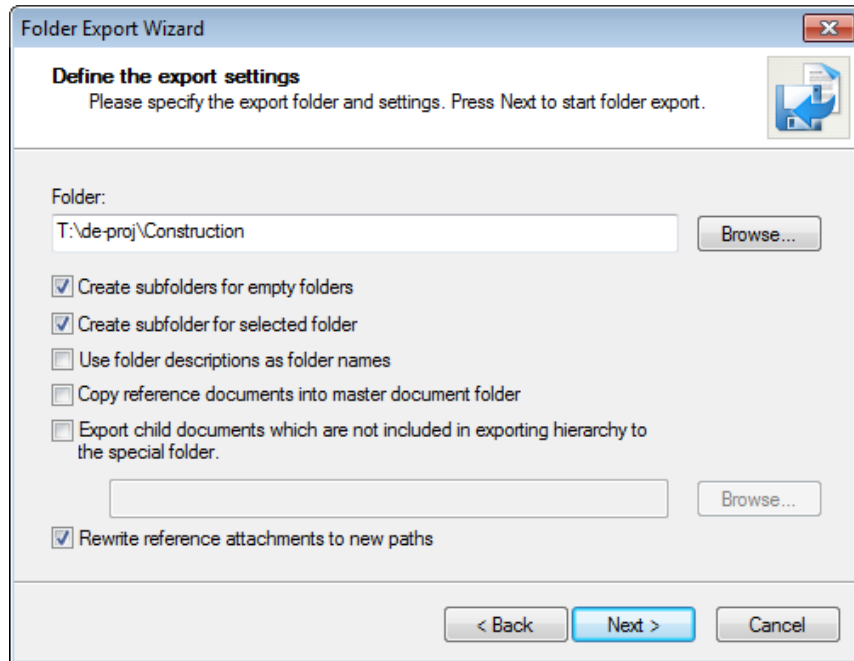 Folder Export Wizard
Define the export settings
Please specify the export folder and settings. Press Next to start folder export.
Folder:
T:\de-proj\Construction
Browse...
Create subfolders for empty folders
Create subfolder for selected folder
Use folder descriptions as folder names
Copy reference documents into master document folder
Export child documents which are not included in exporting hierarchy to
the special folder.
Browse...
Rewrite reference attachments to new paths
< Back
Next >
Cancel